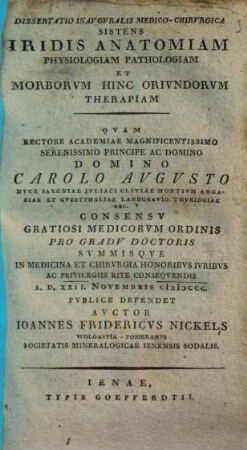 DISSERTATIO INAVGVRALIS MEDICO-CHIRVRGICA
SISTENS
IRIDIS ANATOMIAM
PHYSIOLOGIAM PATHOLOGIAM
ET
MORBORVM HINC ORIVNDORVM
THERAPIAM
QVAM
RECTORE ACADEMIAE MAGNIFICENTISSIMO
SERENISSIMO PRINCIPE AC DOMINO
DOMINO
CAROLO AVGVSTO
DVCE SAXONIAE IVLIACI CLIVIAE MONTIVM ANGA-
RIAE ET GVESTPHALIAE LANDGRAVIO THVRINGIAE
REL.
CONSENSV
GRATIOSI MEDICORVM ORDINIS
PRO GRADV DOCTORIS
SVMMISQVE
IN MEDICINA ET CHIRVRGIA HONORIBVS IVRIBVS
AC PRIVILEGIIS RITE CONSEQVENDIS
A. D. XXII. NOVEMBRIS CIƆIƆCCC.
PVBLICE DEFENDET
AVCTOR
IOANNES FRIDERICVS NICKELS
WOLGASTIA-POMERANVS
SOCIETATIS MINERALOGICAE IENENSIS SODALIS.
IENAE,
TYPIS GOEPFERDTII.